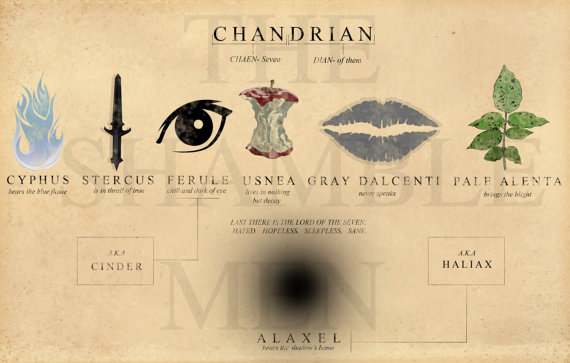 THE
SHAMBLE
MEN
CHANDRIAN
CHAEN- Seven
DIAN- of them
CYPHUS
bears the blue flame
STERCUS
is in thrall of iron
FERULE
chill and dark of eye
USNEA
lives in nothing
but decay
GRAY DALCENTI
never speaks
PALE ALENTA
brings the blight
LAST THERE IS THE LORD OF THE SEVEN:
HATED. HOPELESS. SLEEPLESS. SANE.
A.K.A
CINDER
A.K.A
HALIAX
ALAXEL
bears the shadow's hame